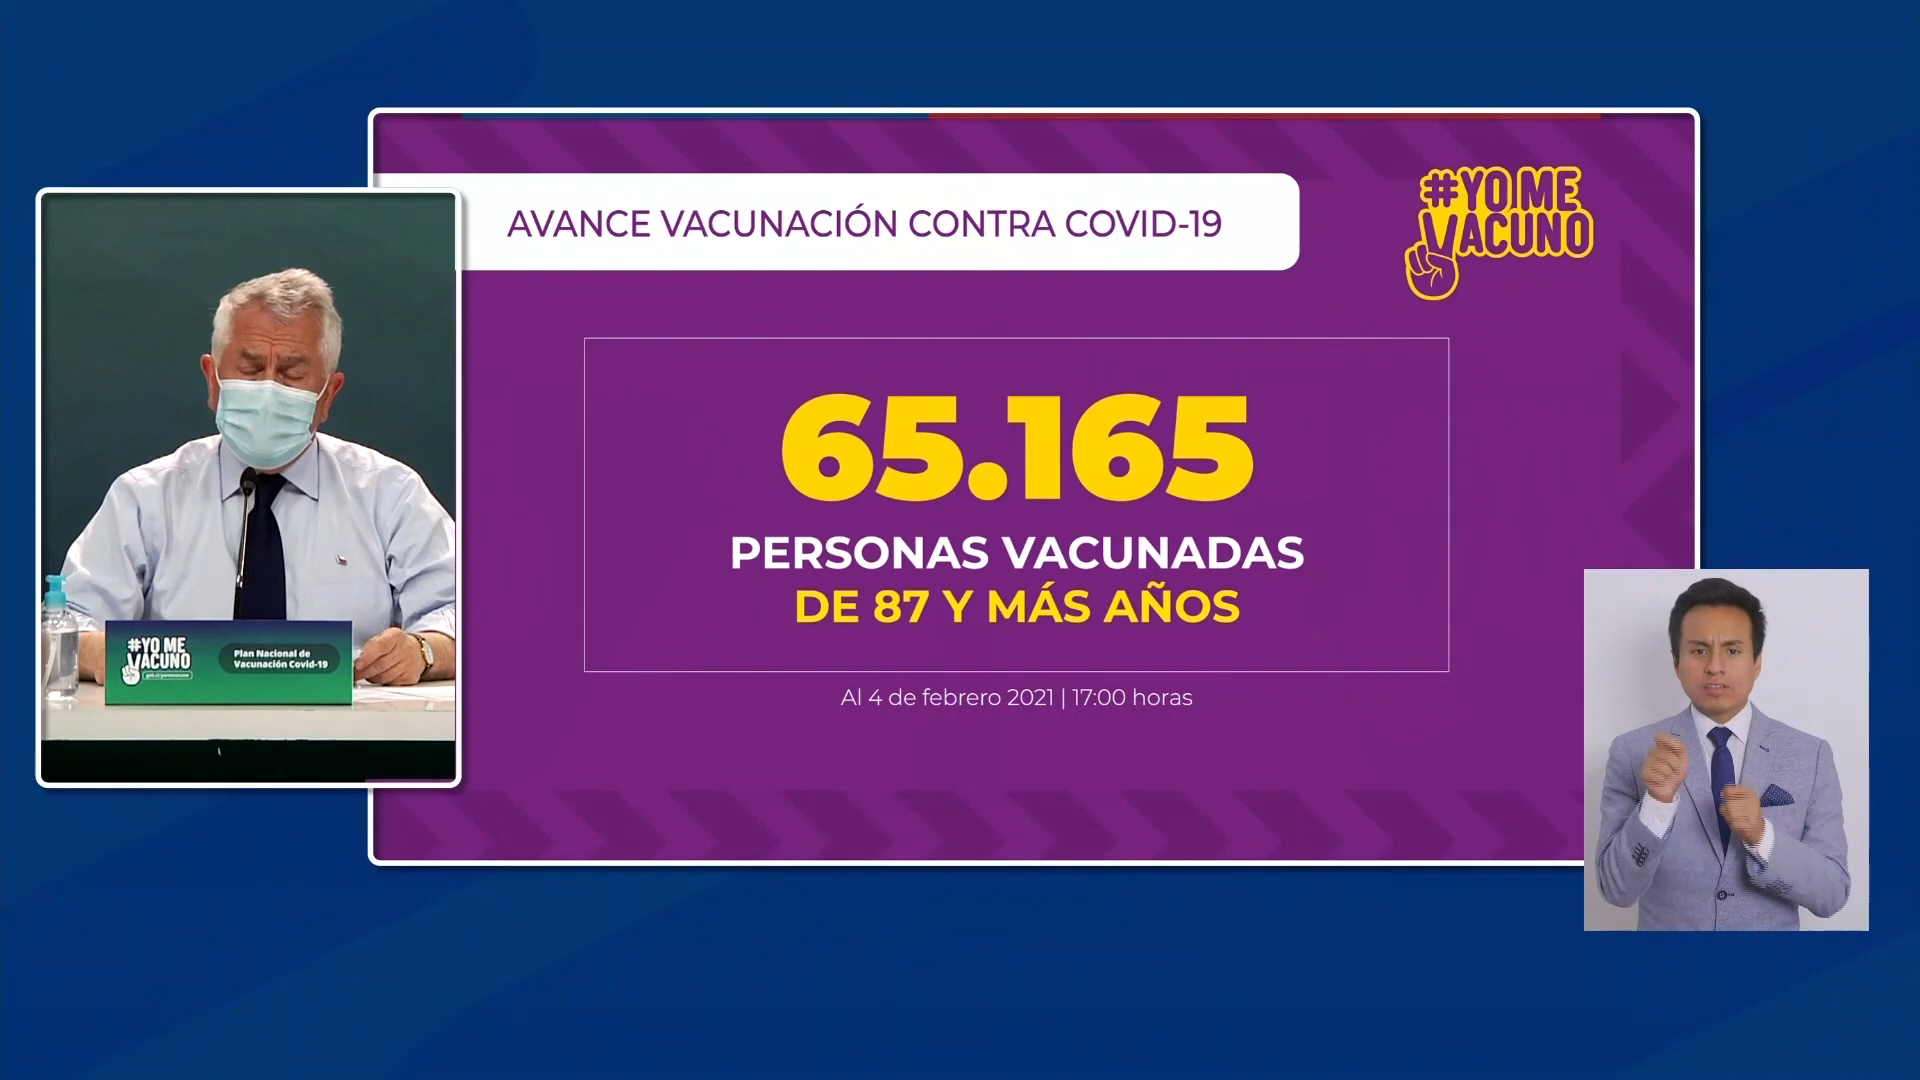 AVANCE VACUNACIÓN CONTRA COVID-19
#YO ME
VACUNO
65.165
PERSONAS VACUNADAS
DE 87 Y MÁS AÑOS
Al 4 de febrero 2021 | 17:00 horas
#YO ME
VACUNO
Plan Nacional de
Vacunación Covid-19